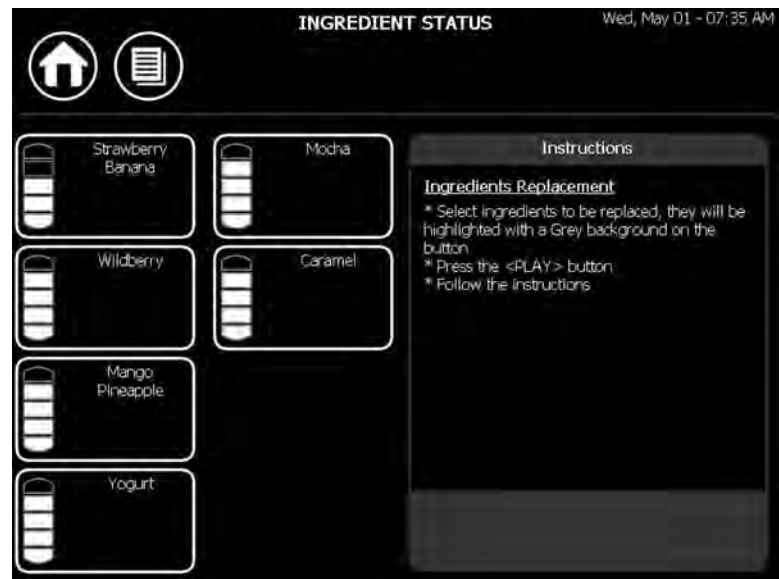 INGREDIENT STATUS
Wed, May 01 - 07:35 AM
Strawberry
Banana
Mocha
Wildberry
Caramel
Mango
Pineapple
Yogurt
Instructions
Ingredients Replacement
* Select ingredients to be replaced, they will be
highlighted with a Grey background on the
button
* Press the <PLAY> button
* Follow the instructions